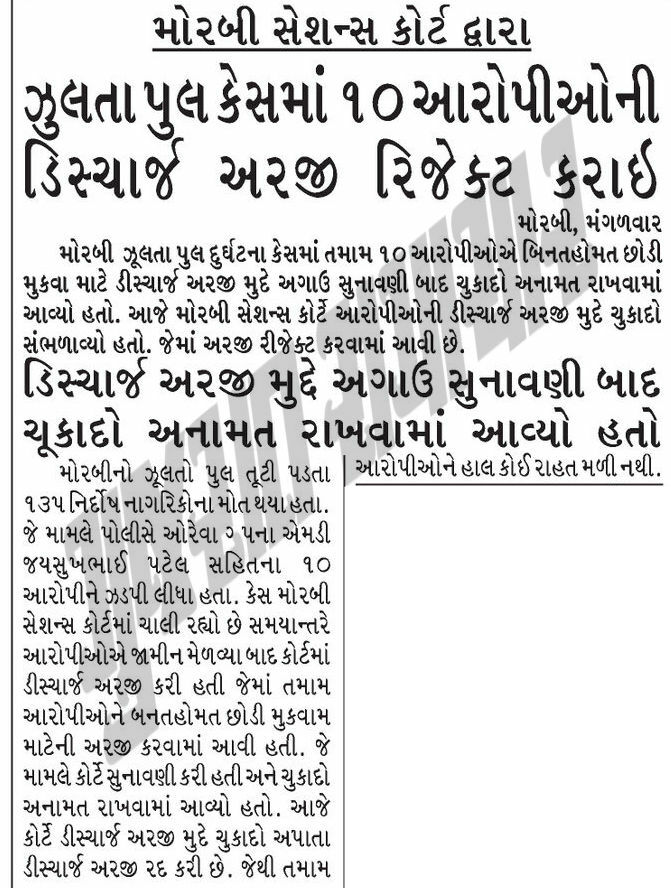 મોરબી સેશન્સ કોર્ટ દ્વારા
ઝુલતા પુલ કેસમાં ૧૦ આરોપીઓની
ડિસ્ચાર્જ અરજી રિજેક્ટ કરાઇ
મોરબી, મંગળવાર
મોરબી ઝૂલતા પુલ દુર્ઘટના કેસમાં તમામ ૧૦ આરોપીઓએ બિનતહોમત છોડી
મુકવા માટે ડીસ્ચાર્જ અરજી મુદે અગાઉ સુનાવણી બાદ ચુકાદો અનામત રાખવામાં
આવ્યો હતો. આજે મોરબી સેશન્સ કોર્ટે આરોપીઓની ડીસ્ચાર્જ અરજી મુદે ચુકાદો
સંભળાવ્યો હતો. જેમાં અરજી રીજેક્ટ કરવામાં આવી છે.
ડિસ્ચાર્જ અરજી મુદ્દે અગાઉ સુનાવણી બાદ
ચૂકાદો અનામત રાખવામાં આવ્યો હતો
મોરબીનો ઝૂલતો પુલ તૂટી પડતા
૧૩૫ નિર્દોષ નાગરિકોના મોત થયા હતા.
જે મામલે પોલીસે ઓરેવા ગ્ર પના એમડી
જયસુખભાઈ પટેલ સહિતના ૧૦
આરોપીને ઝડપી લીધા હતા. કેસ મોરબી
સેશન્સ કોર્ટમાં ચાલી રહ્યો છે સમયાન્તરે
આરોપીઓએ જામીન મેળવ્યા બાદ કોર્ટમાં
ડીસ્ચાર્જ અરજી કરી હતી જેમાં તમામ
આરોપીઓને બનતહોમત છોડી મુકવામ
માટેની અરજી કરવામાં આવી હતી. જે
મામલે કોર્ટે સુનાવણી કરી હતી અને ચુકાદો
અનામત રાખવામાં આવ્યો હતો. આજે
કોર્ટે ડીસ્ચાર્જ અરજી મુદે ચુકાદો અપાતા
ડીસ્ચાર્જ અરજી રદ કરી છે. જેથી તમામ
આરોપીઓને હાલ કોઈ રાહત મળી નથી.